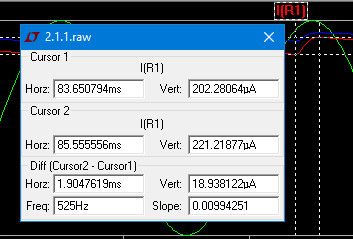 I(R1)
2.1.1.raw
Cursor 1
I(R1)
Horz: 83.650794ms Vert: 202.28064µA
Cursor 2
I(R1)
Horz: 85.555556ms Vert: 221.21877µA
Diff (Cursor2 - Cursor1)
Horz: 1.9047619ms Vert: 18.938122µA
Freq: 525Hz Slope: 0.00994251